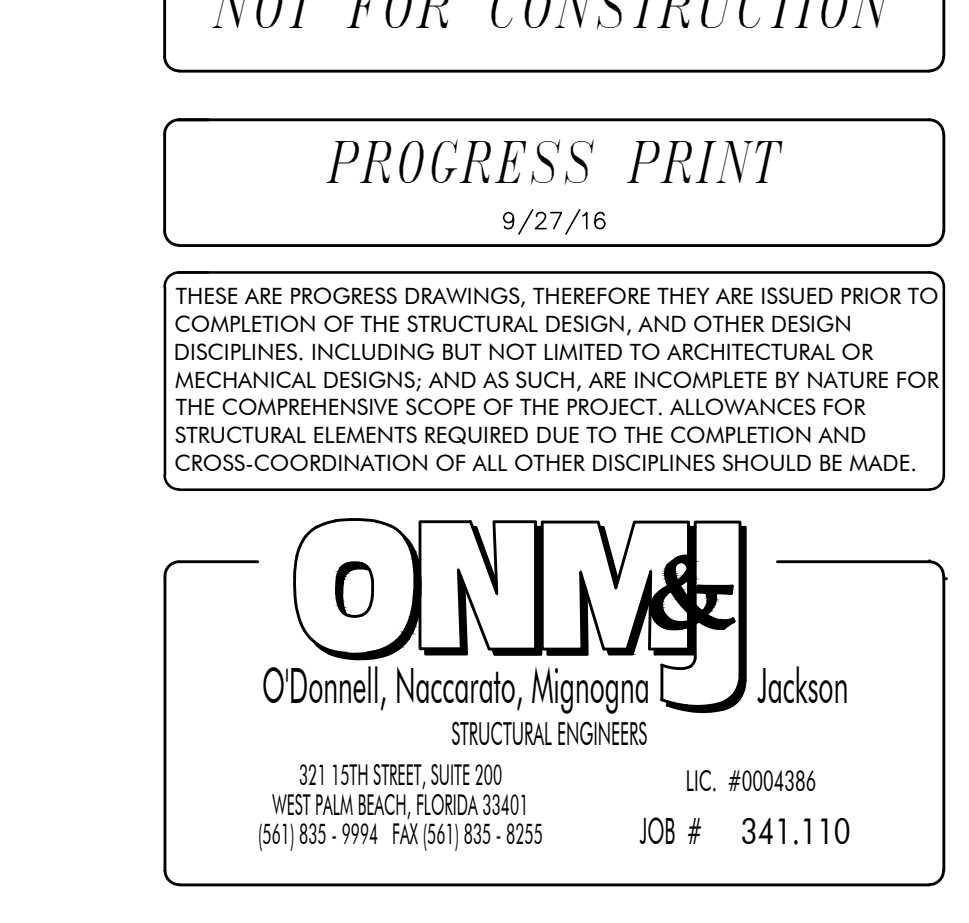 NOT FOR CONSTRUCTION
PROGRESS PRINT
9/27/16
THESE ARE PROGRESS DRAWINGS, THEREFORE THEY ARE ISSUED PRIOR TO
COMPLETION OF THE STRUCTURAL DESIGN, AND OTHER DESIGN
DISCIPLINES. INCLUDING BUT NOT LIMITED TO ARCHITECTURAL OR
MECHANICAL DESIGNS; AND AS SUCH, ARE INCOMPLETE BY NATURE FOR
THE COMPREHENSIVE SCOPE OF THE PROJECT. ALLOWANCES FOR
STRUCTURAL ELEMENTS REQUIRED DUE TO THE COMPLETION AND
CROSS-COORDINATION OF ALL OTHER DISCIPLINES SHOULD BE MADE.
ONM&J
O'Donnell, Naccarato, Mignogna Jackson
STRUCTURAL ENGINEERS
321 15TH STREET, SUITE 200
WEST PALM BEACH, FLORIDA 33401
(561) 835 - 9994 FAX (561) 835 - 8255
LIC. #0004386
JOB # 341.110